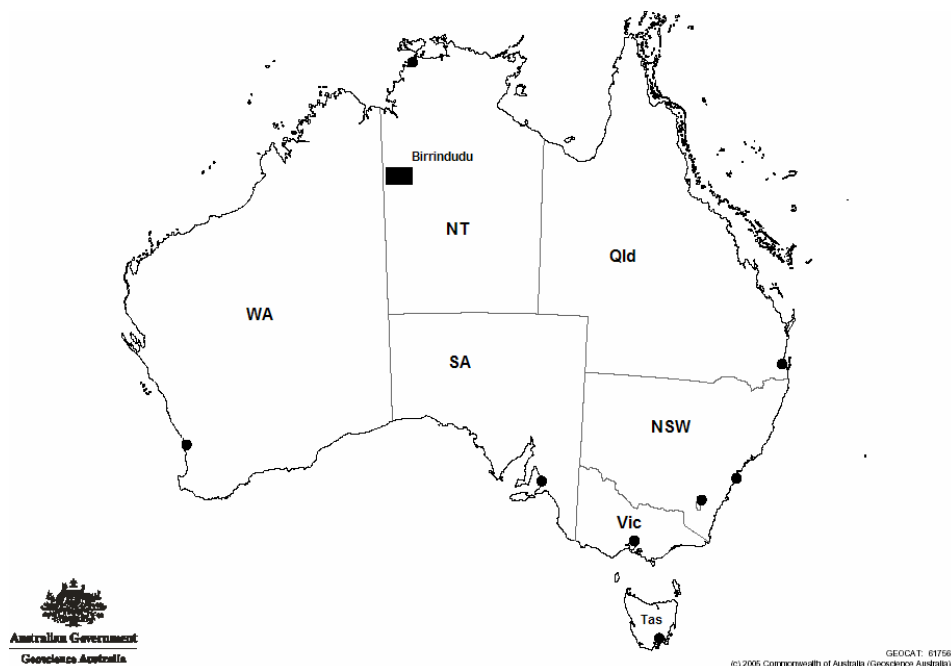 Birrindudu
NT
Qld
WA
SA
NSW
Vic
Tas
Australian Government
Geoscience Australia
GEOCAT: 61756
(c) 2005 Commonwealth of Australia (Geoscience Australia)